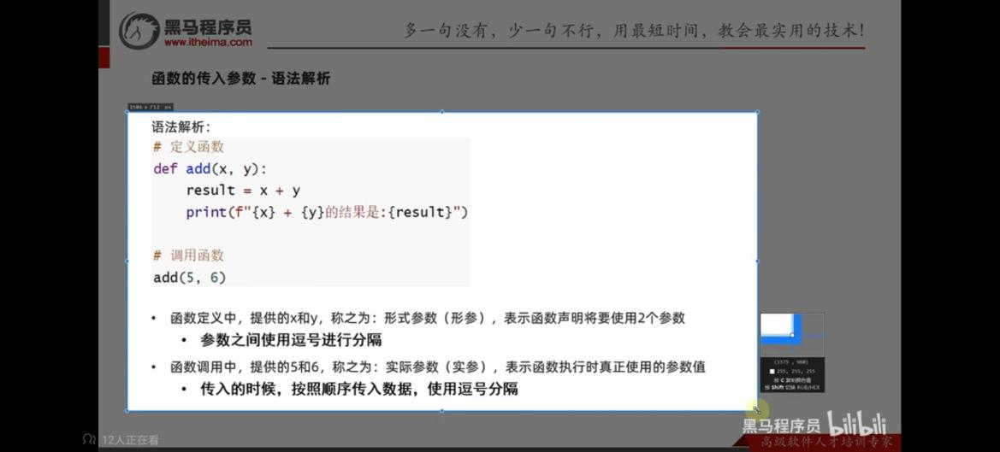 黑马程序员
www.itheima.com
多一句没有，少一句不行，用最短时间，教会最实用的技术！
函数的传入参数 - 语法解析
1506 x 712 px
语法解析：
# 定义函数
def add(x, y):
    result = x + y
    print(f"{x} + {y}的结果是:{result}")
# 调用函数
add(5, 6)
• 函数定义中，提供的x和y，称之为：形式参数（形参），表示函数声明将要使用2个参数
• 参数之间使用逗号进行分隔
• 函数调用中，提供的5和6，称之为：实际参数（实参），表示函数执行时真正使用的参数值
• 传入的时候，按照顺序传入数据，使用逗号分隔
(1575 , 960)
255, 255, 255
按 C 复制颜色值
按 Shift 切换 RGB/HEX
黑马程序员 bilibili
高级软件人才培训专家
12人正在看